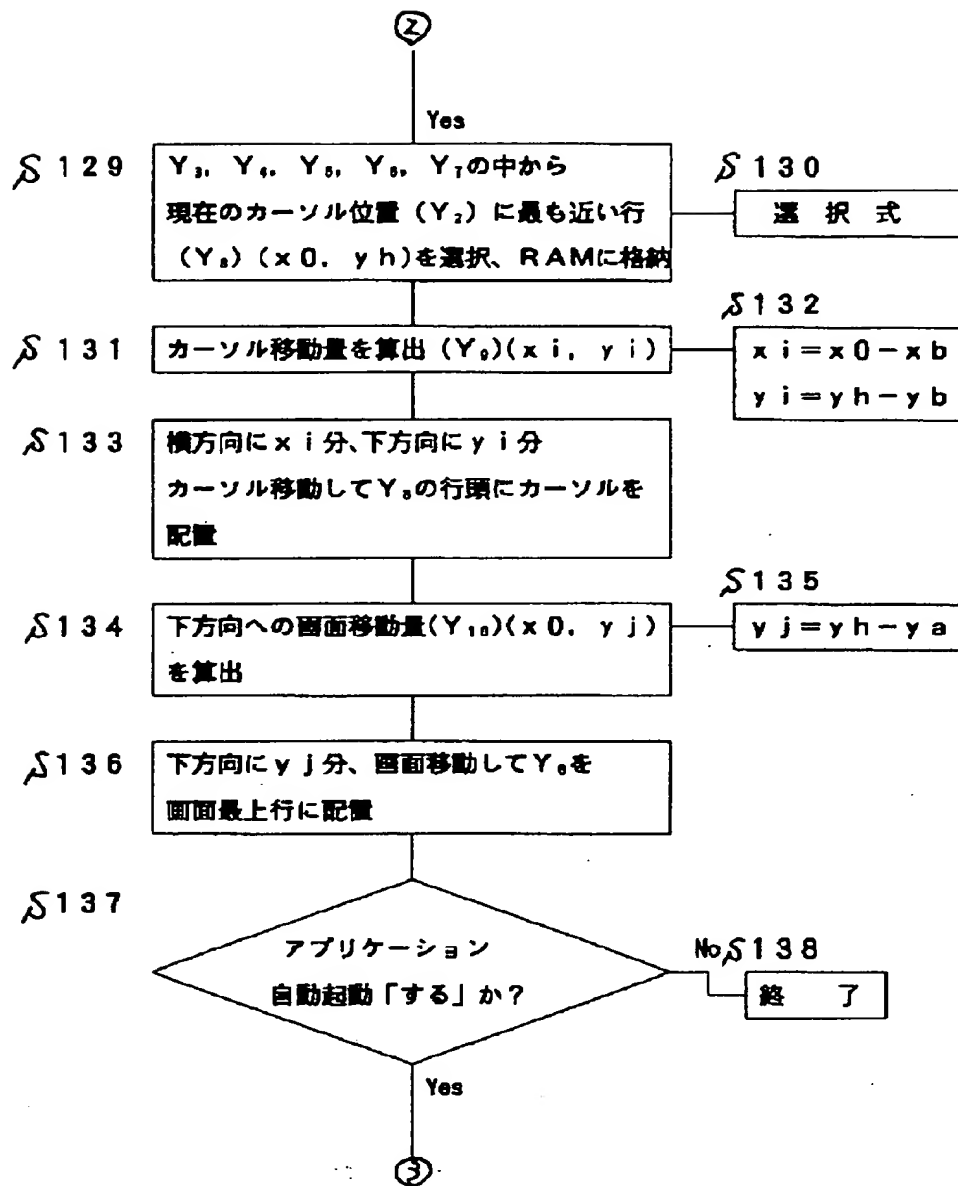 ②
Yes
S129
Y₃, Y₄, Y₅, Y₆, Y₇の中から
現在のカーソル位置（Y₂）に最も近い行
（Y₈）（x0, yh)を選択、RAMに格納
S130
選択式
S131
カーソル移動量を算出（Y₉）(xi, yi)
S132
xi=x0-xb
yi=yh-yb
S133
横方向にxi分、下方向にyi分
カーソル移動してY₈の行頭にカーソルを
配置
S134
下方向への画面移動量(Y₁₀)(x0, yj)
を算出
S135
yj=yh-ya
S136
下方向にyj分、画面移動してY₈を
画面最上行に配置
S137
アプリケーション
自動起動「する」か？
No S138
終了
Yes
③